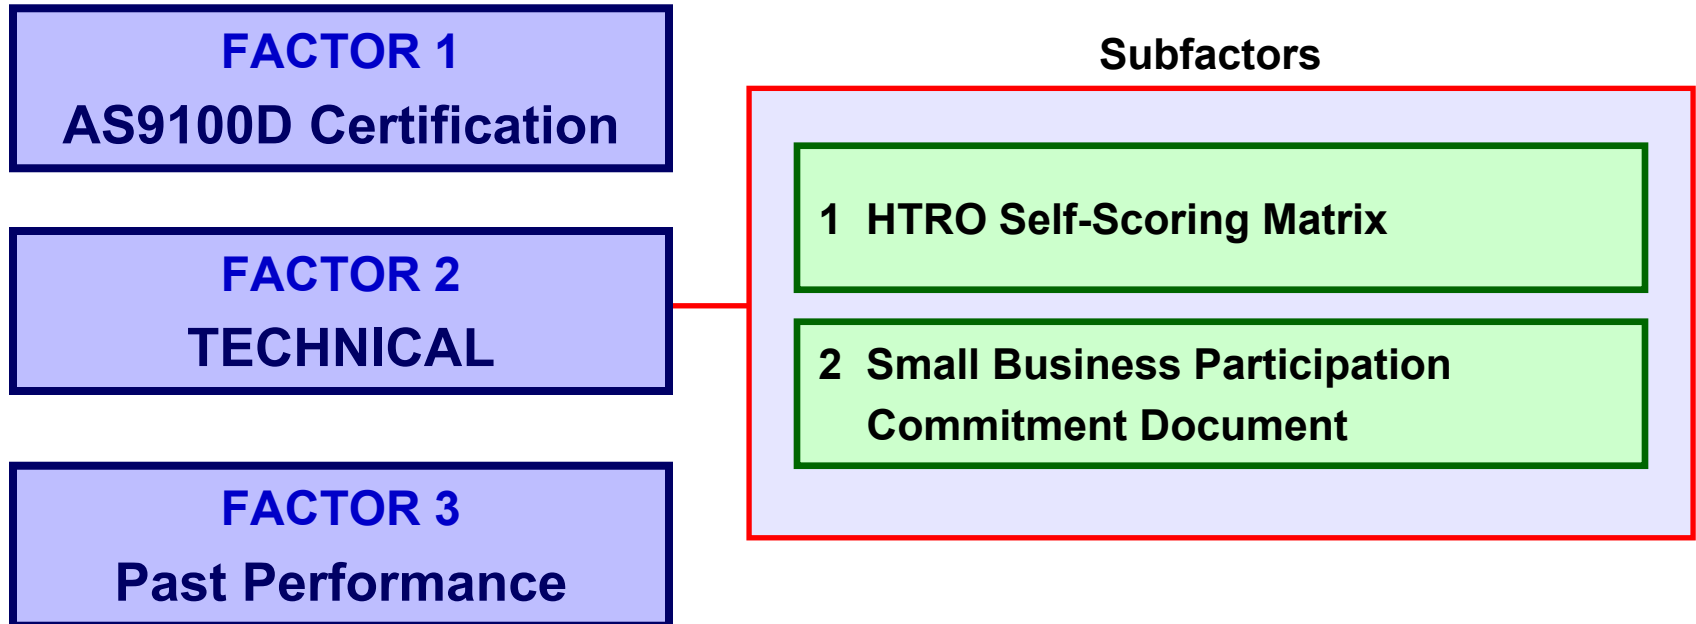 FACTOR 1
AS9100D Certification
FACTOR 2
TECHNICAL
FACTOR 3
Past Performance
Subfactors
1 HTRO Self-Scoring Matrix
2 Small Business Participation
Commitment Document